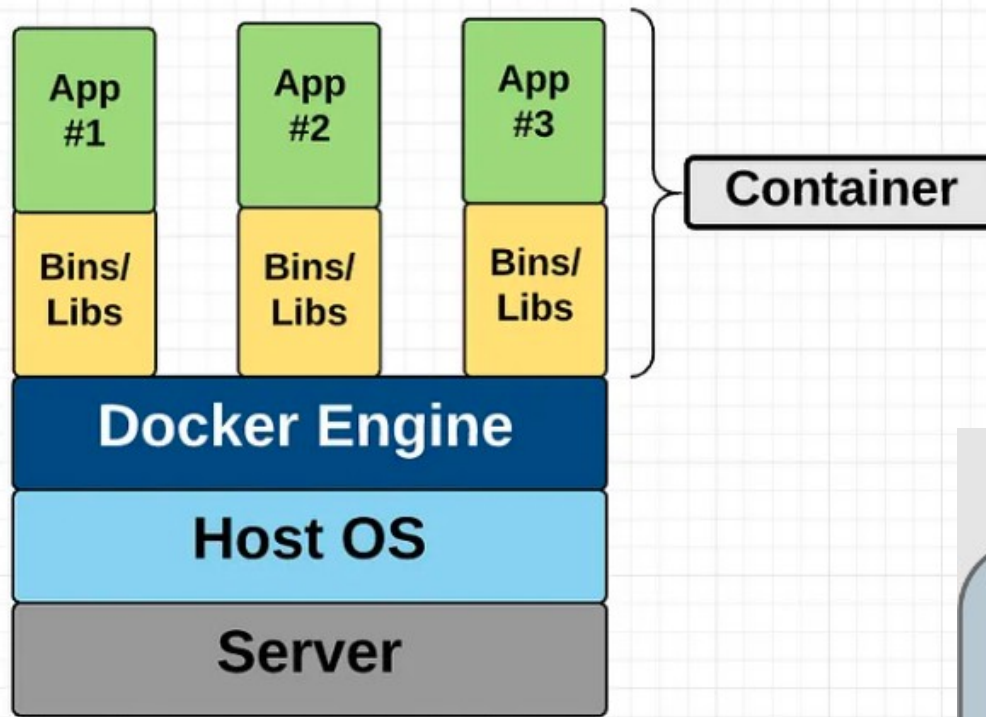 App
#1
App
#2
App
#3
Container
Bins/
Libs
Bins/
Libs
Bins/
Libs
Docker Engine
Host OS
Server